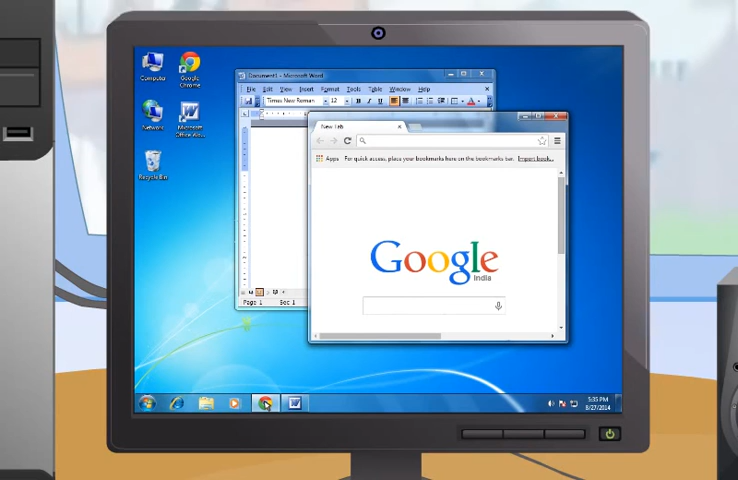 Computer
Google
Chrome
Network
Microsoft
Office
Recycle Bin
Document1 - Microsoft Word
File Edit View Insert Format Tools Table Window Help
Times New Roman 12 B I U
Page 1 Sec 1
New Tab
Apps For quick access, place your bookmarks here on the bookmarks bar. Import book...
Google
India
5:35 PM
8/27/2014